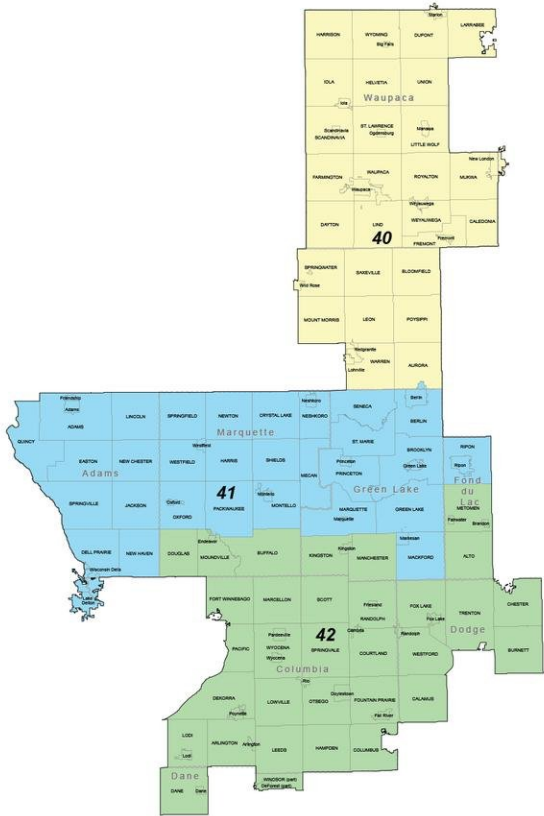 Marion
HARRISON WYOMING DUPONT LARRABEE
Big Falls
IOLA HELVETIA UNION
Waupaca
Iola
Scandinavia ST. LAWRENCE Manawa
SCANDINAVIA Ogdensburg
LITTLE WOLF
New London
FARMINGTON WAUPACA ROYALTON MUKWA
Waupaca
Weyauwega
DAYTON LIND WEYAUWEGA CALEDONIA
40 Fremont
FREMONT
SPRINGWATER SAXEVILLE BLOOMFIELD
Wild Rose
MOUNT MORRIS LEON POYSIPPI
Redgranite
Lohrville WARREN AURORA
Friendship Neshkoro Berlin
Adams LINCOLN SPRINGFIELD NEWTON CRYSTAL LAKE NESHKORO SENECA
ADAMS BERLIN
Marquette
QUINCY Westfield ST. MARIE BROOKLYN RIPON
EASTON NEW CHESTER WESTFIELD HARRIS SHIELDS MECAN Princeton PRINCETON Green Lake Ripon
Adams Fond du Lac
41 Green Lake
SPRINGVILLE JACKSON Oxford OXFORD PACKWAUKEE Montello MONTELLO MARQUETTE GREEN LAKE METOMEN
Marquette Fairwater Brandon
Endeavor Markesan
DELL PRAIRIE NEW HAVEN DOUGLAS MOUNDVILLE BUFFALO KINGSTON Kingston MANCHESTER MACKFORD ALTO
Wisconsin Dells
Lake Delton
FORT WINNEBAGO MARCELLON SCOTT Friesland RANDOLPH FOX LAKE Fox Lake TRENTON CHESTER
Pardeeville 42 Cambria Randolph Dodge
PACIFIC WYOCENA SPRINGVALE COURTLAND WESTFORD BURNETT
Wyocena
Columbia
Rio
DEKORRA LOWVILLE OTSEGO Doylestown FOUNTAIN PRAIRIE CALAMUS
Poynette Fall River
LODI ARLINGTON Arlington LEEDS HAMPDEN COLUMBUS
Lodi
Dane WINDSOR (part)
DeForest (part)
DANE Dane